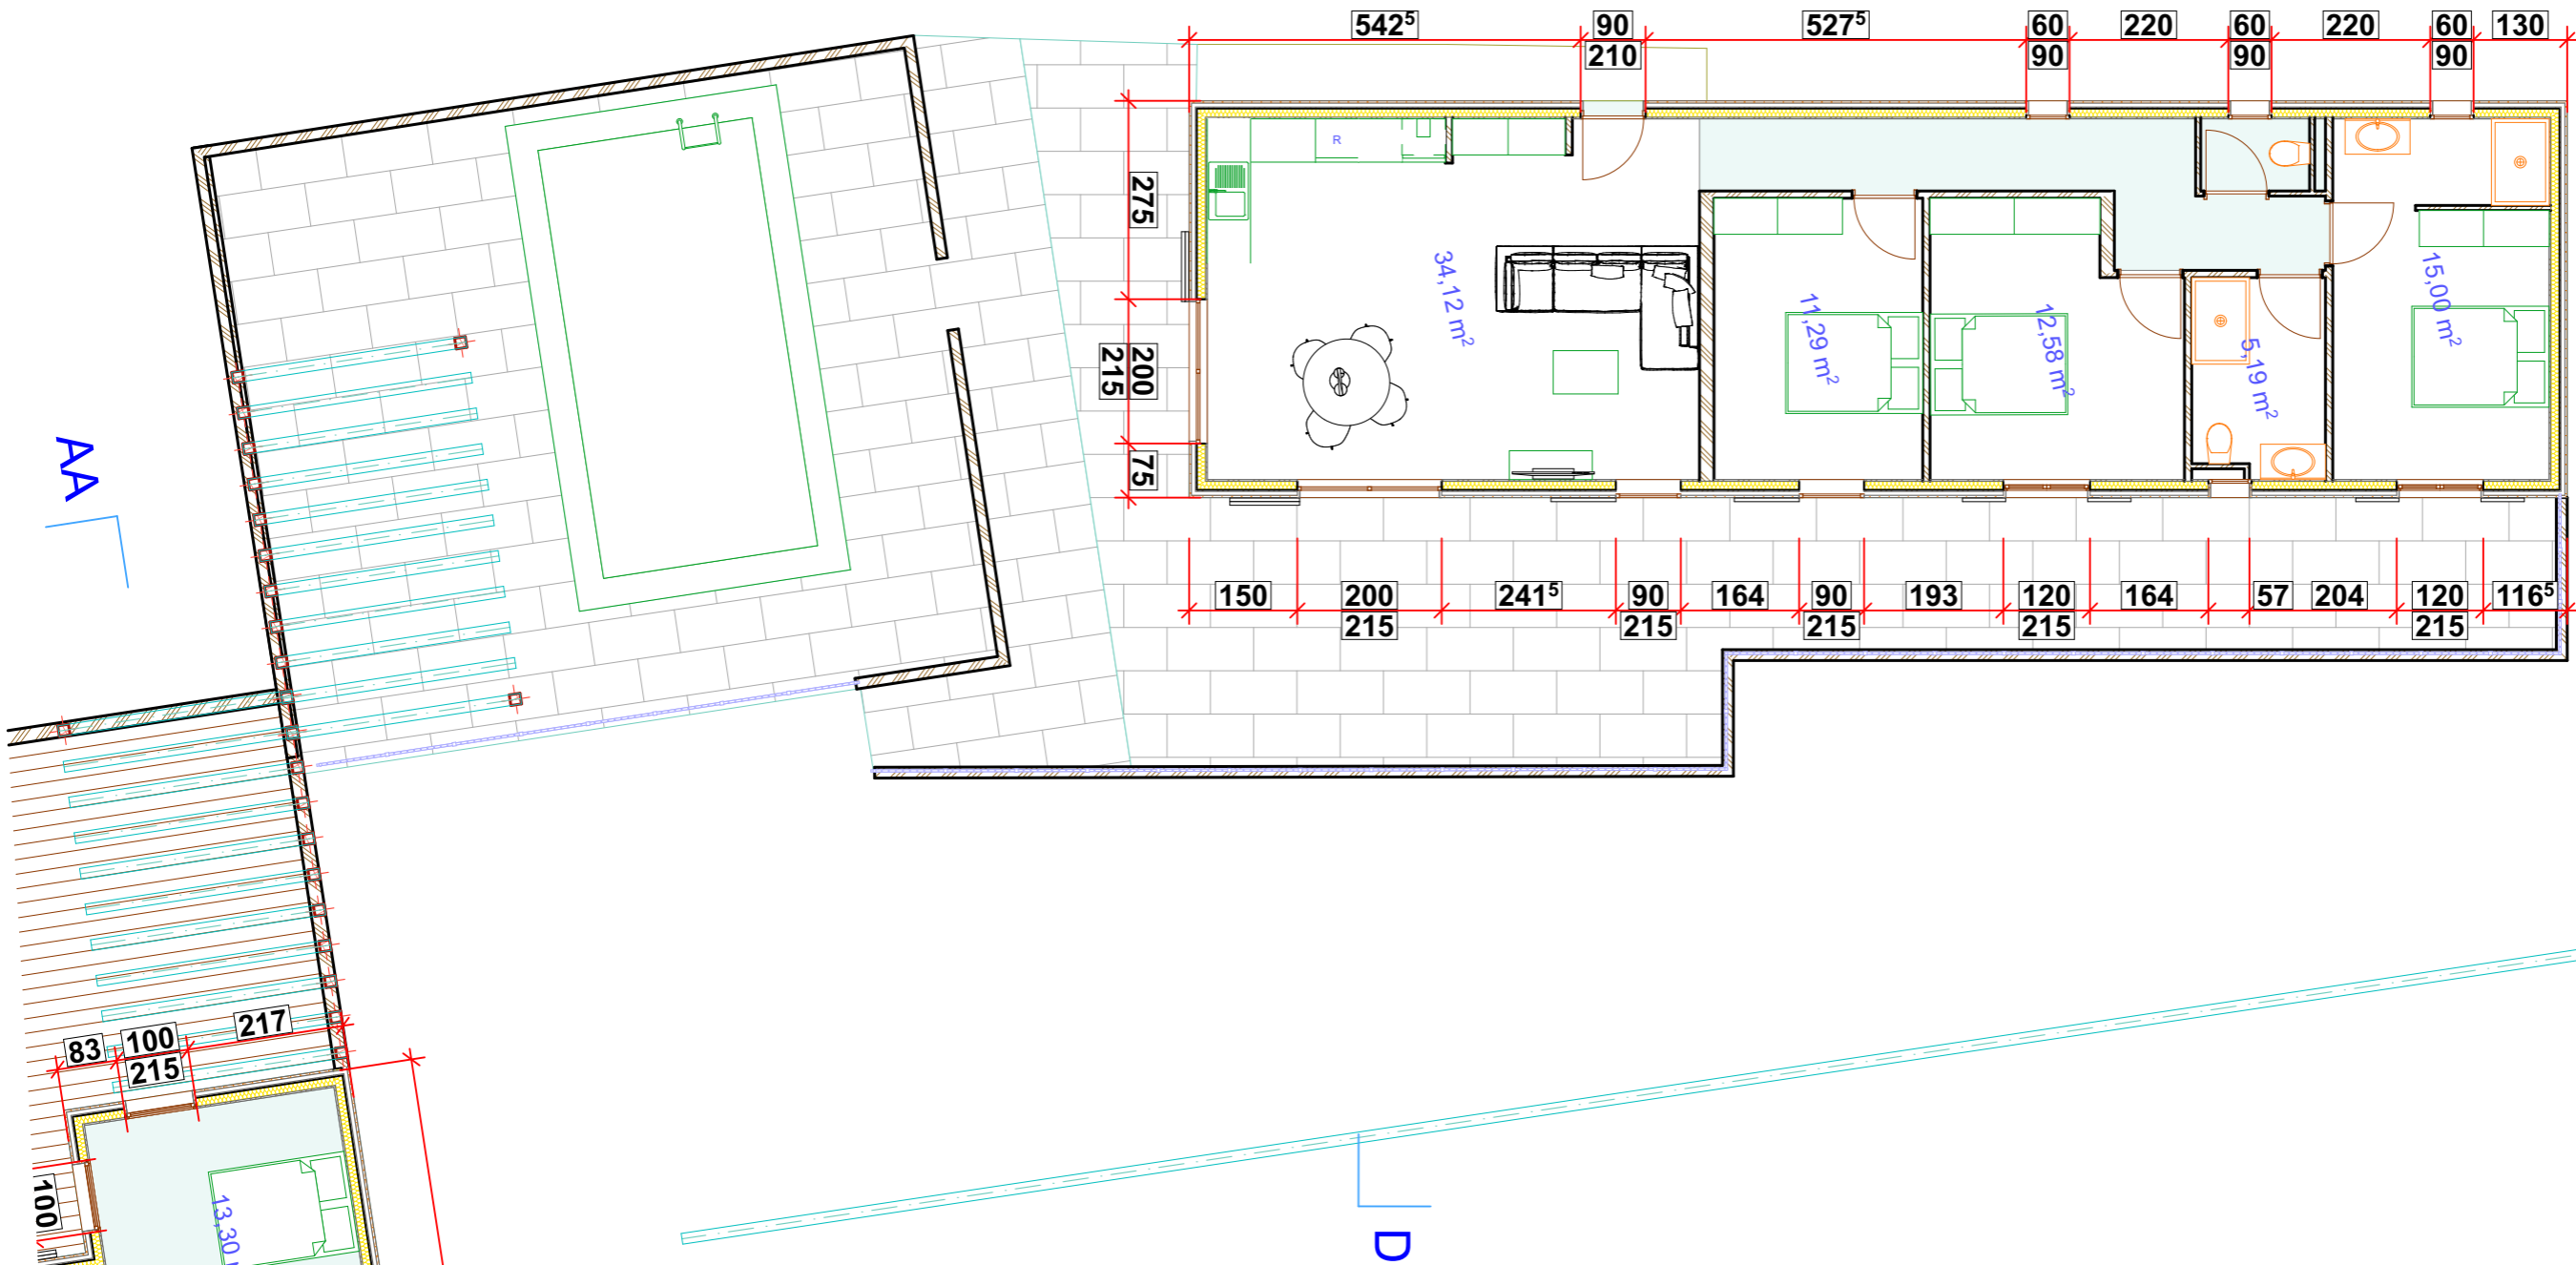 542⁵ 90 527⁵ 60 220 60 220 60 130
210 90 90 90
275
200
215
75
R
34,12 m²
11,29 m²
12,58 m²
5,19 m²
15,00 m²
150 200 241⁵ 90 164 90 193 120 164 57 204 120 116⁵
215 215 215 215 215
AA
83 100 217
215
100
13,30
D